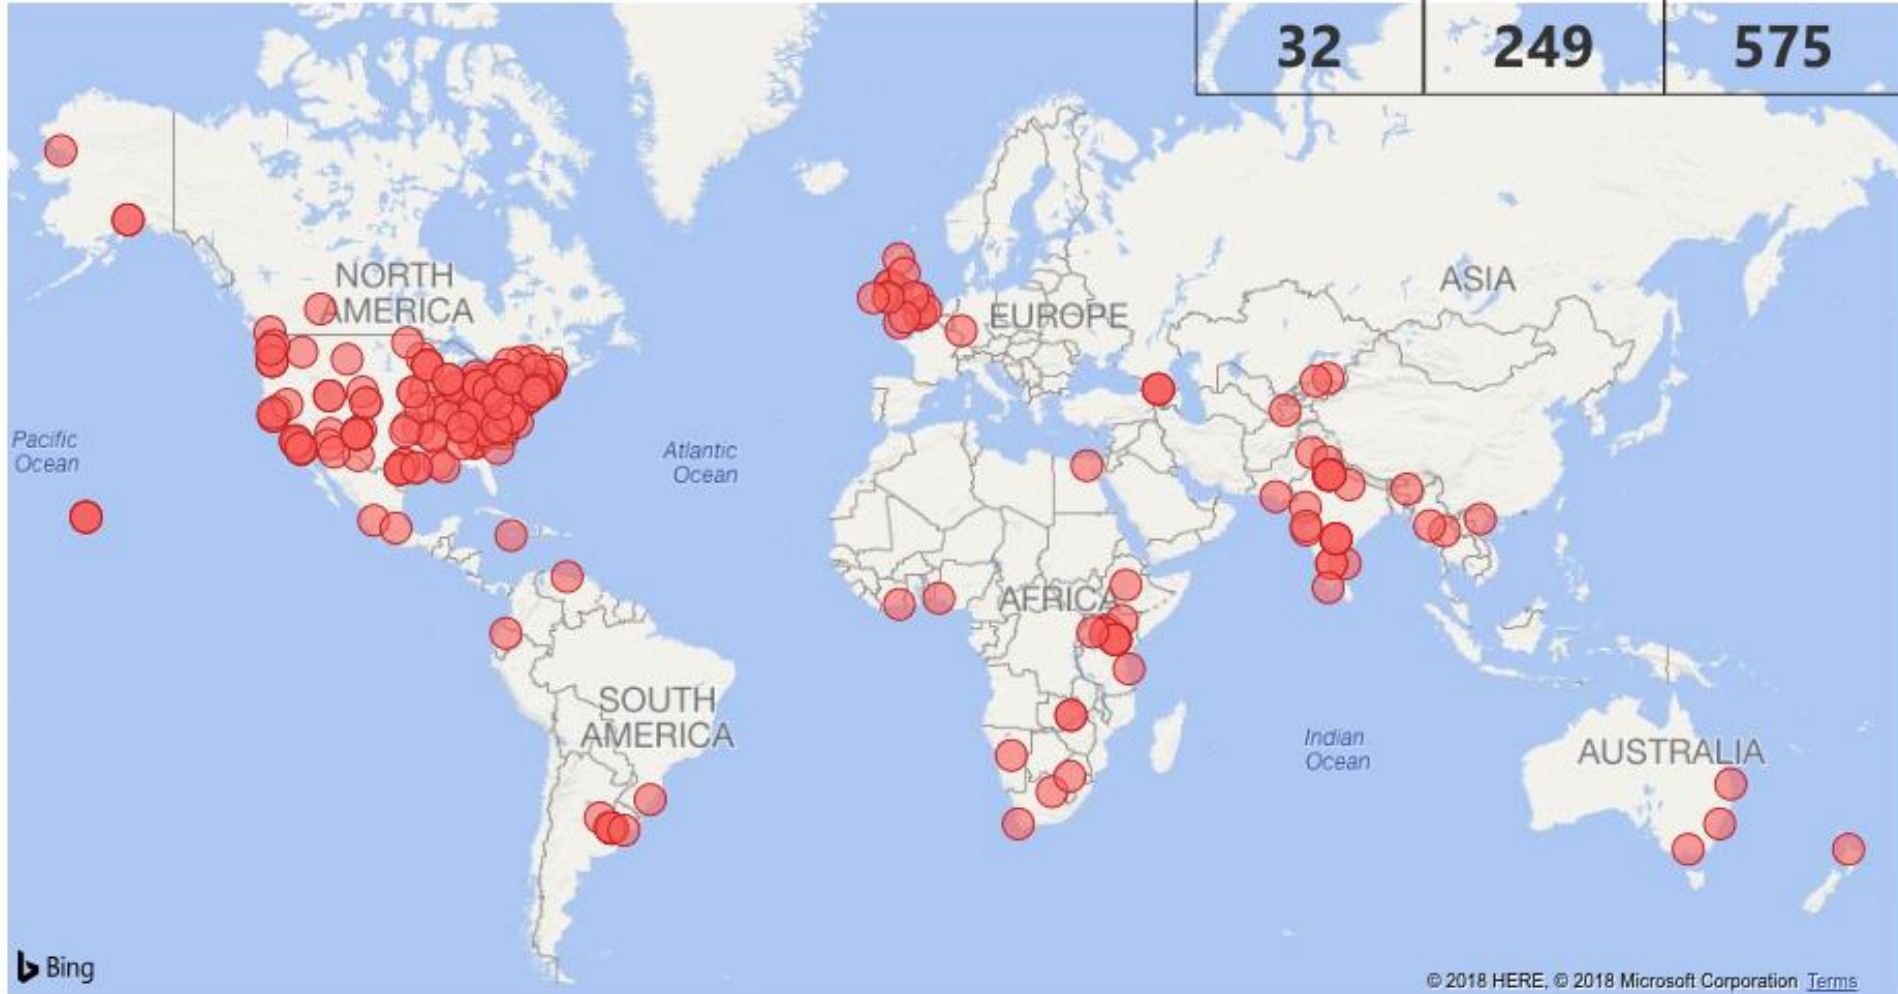 32 249 575
NORTH
AMERICA
EUROPE
ASIA
Pacific
Ocean
Atlantic
Ocean
AFRICA
SOUTH
AMERICA
Indian
Ocean
AUSTRALIA
Bing
© 2018 HERE, © 2018 Microsoft Corporation Terms